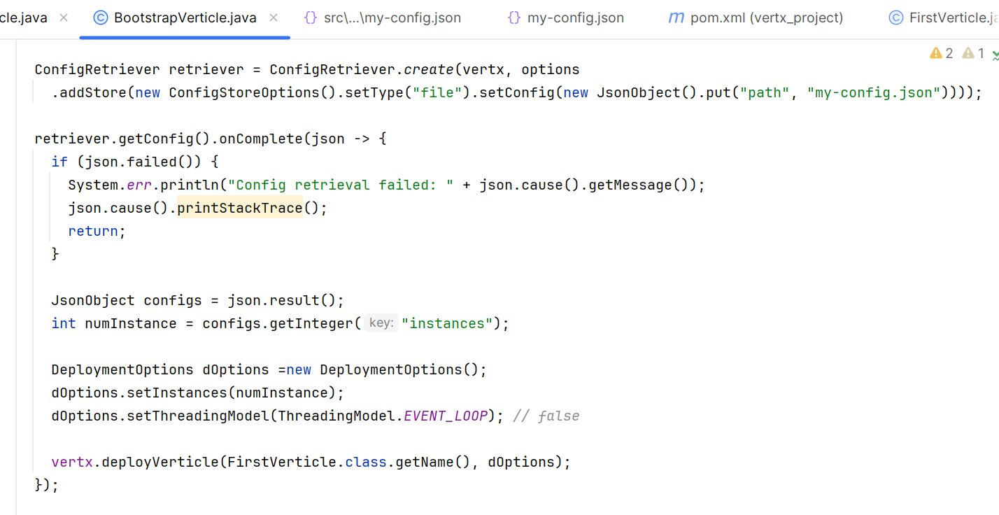 cle.java × BootstrapVerticle.java × {} src\...\my-config.json {} my-config.json m pom.xml (vertx_project) C FirstVerticle.ja
2 1
ConfigRetriever retriever = ConfigRetriever.create(vertx, options
.addStore(new ConfigStoreOptions().setType("file").setConfig(new JsonObject().put("path", "my-config.json"))));
retriever.getConfig().onComplete(json -> {
if (json.failed()) {
System.err.println("Config retrieval failed: " + json.cause().getMessage());
json.cause().printStackTrace();
return;
}
JsonObject configs = json.result();
int numInstance = configs.getInteger( key: "instances");
DeploymentOptions dOptions =new DeploymentOptions();
dOptions.setInstances(numInstance);
dOptions.setThreadingModel(ThreadingModel.EVENT_LOOP); // false
vertx.deployVerticle(FirstVerticle.class.getName(), dOptions);
});